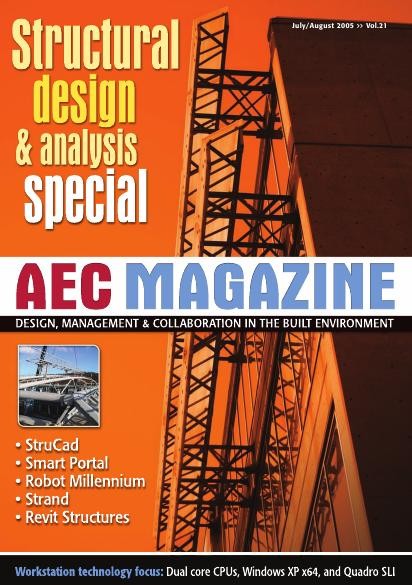 Structural
design
& analysis
special
July/August 2005 >> Vol.21
AEC MAGAZINE
DESIGN, MANAGEMENT & COLLABORATION IN THE BUILT ENVIRONMENT
• StruCad
• Smart Portal
• Robot Millennium
• Strand
• Revit Structures
Workstation technology focus: Dual core CPUs, Windows XP x64, and Quadro SLI